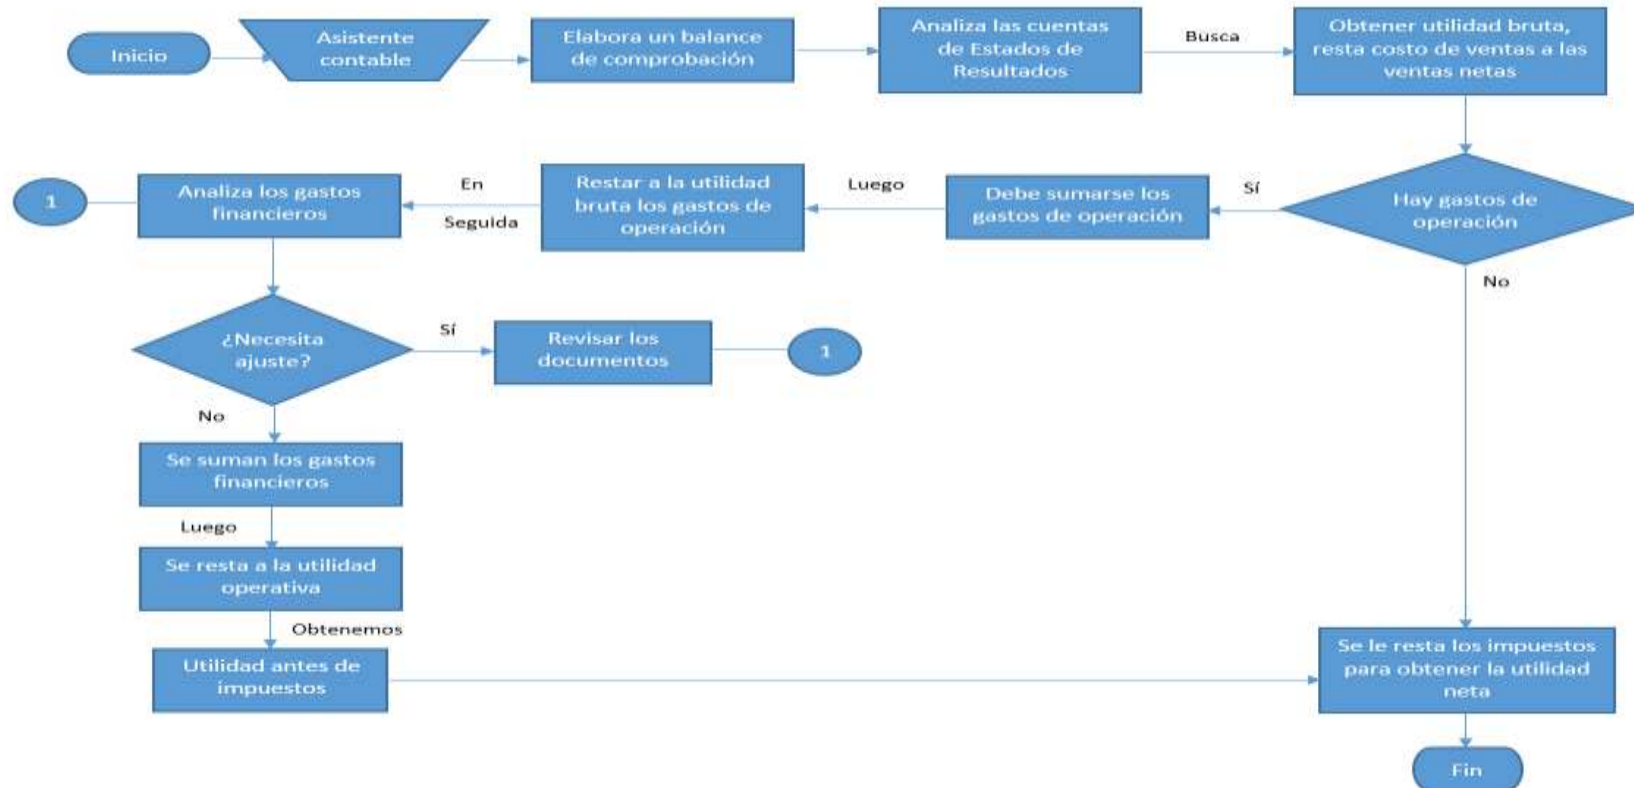 Inicio
Asistente
contable
Elabora un balance
de comprobación
Analiza las cuentas
de Estados de
Resultados
Busca
Obtener utilidad bruta,
resta costo de ventas a las
ventas netas
Hay gastos de
operación
Sí
Debe sumarse los
gastos de operación
Luego
Restar a la utilidad
bruta los gastos de
operación
En
Seguida
Analiza los gastos
financieros
1
No
¿Necesita
ajuste?
Sí
Revisar los
documentos
1
No
Se suman los gastos
financieros
Luego
Se resta a la utilidad
operativa
Obtenemos
Utilidad antes de
impuestos
Se le resta los impuestos
para obtener la utilidad
neta
Fin